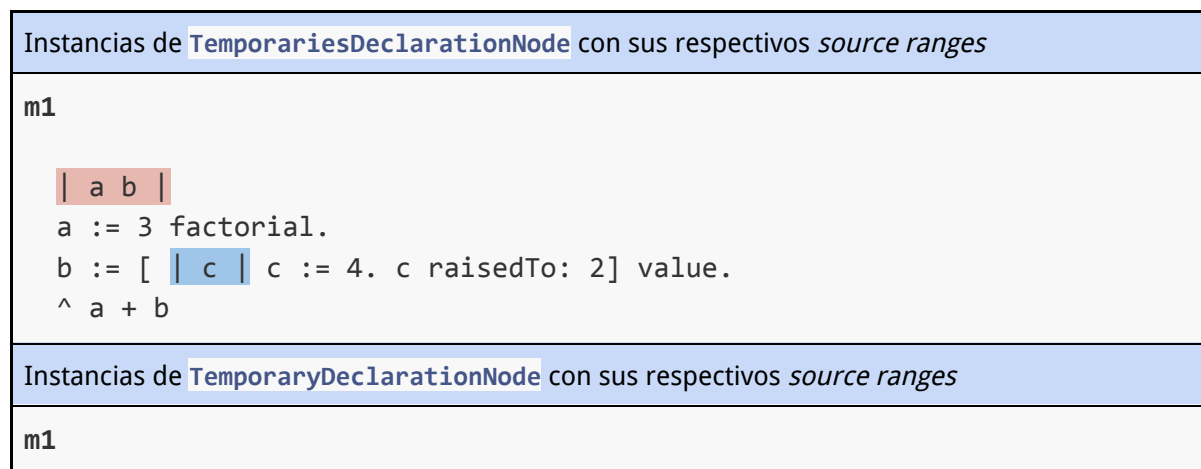 Instancias de TemporariesDeclarationNode con sus respectivos source ranges
m1
| a b |
a := 3 factorial.
b := [ | c | c := 4. c raisedTo: 2] value.
^ a + b
Instancias de TemporaryDeclarationNode con sus respectivos source ranges
m1